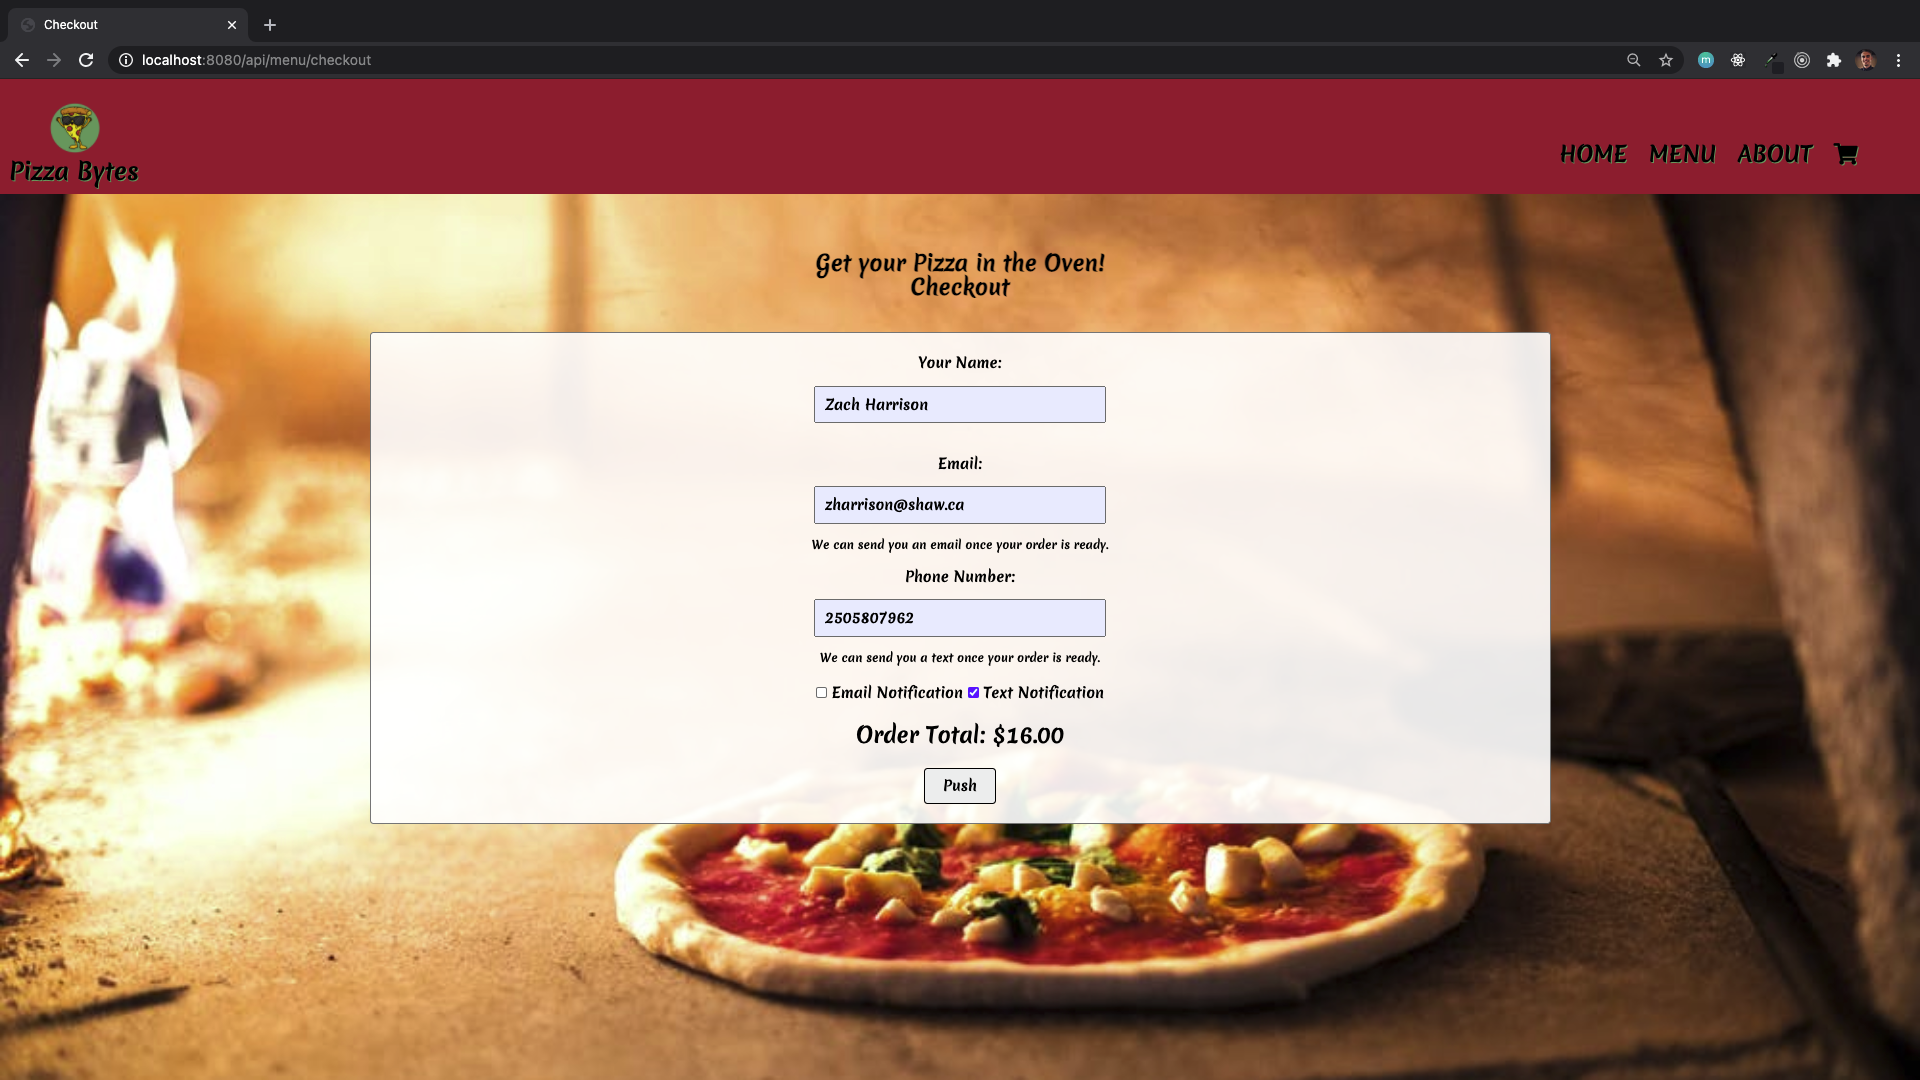 Checkout
localhost:8080/api/menu/checkout
m
Pizza Bytes
HOME MENU ABOUT
Get your Pizza in the Oven!
Checkout
Your Name:
Zach Harrison
Email:
zharrison@shaw.ca
We can send you an email once your order is ready.
Phone Number:
2505807962
We can send you a text once your order is ready.
Email Notification Text Notification
Order Total: $16.00
Push